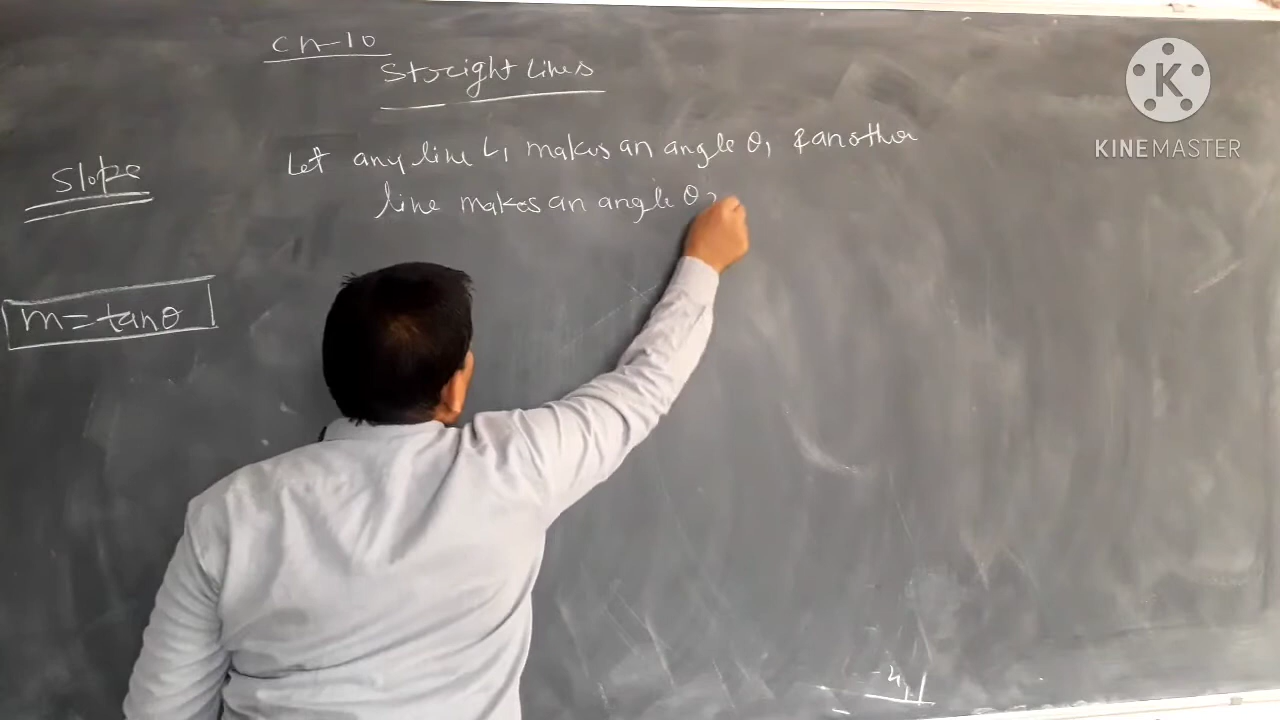 Ch-10
Straight Lines
Slope
Let any line L1 makes an angle θ1 & another
line makes an angle θ2
m=tanθ
K
KINEMASTER